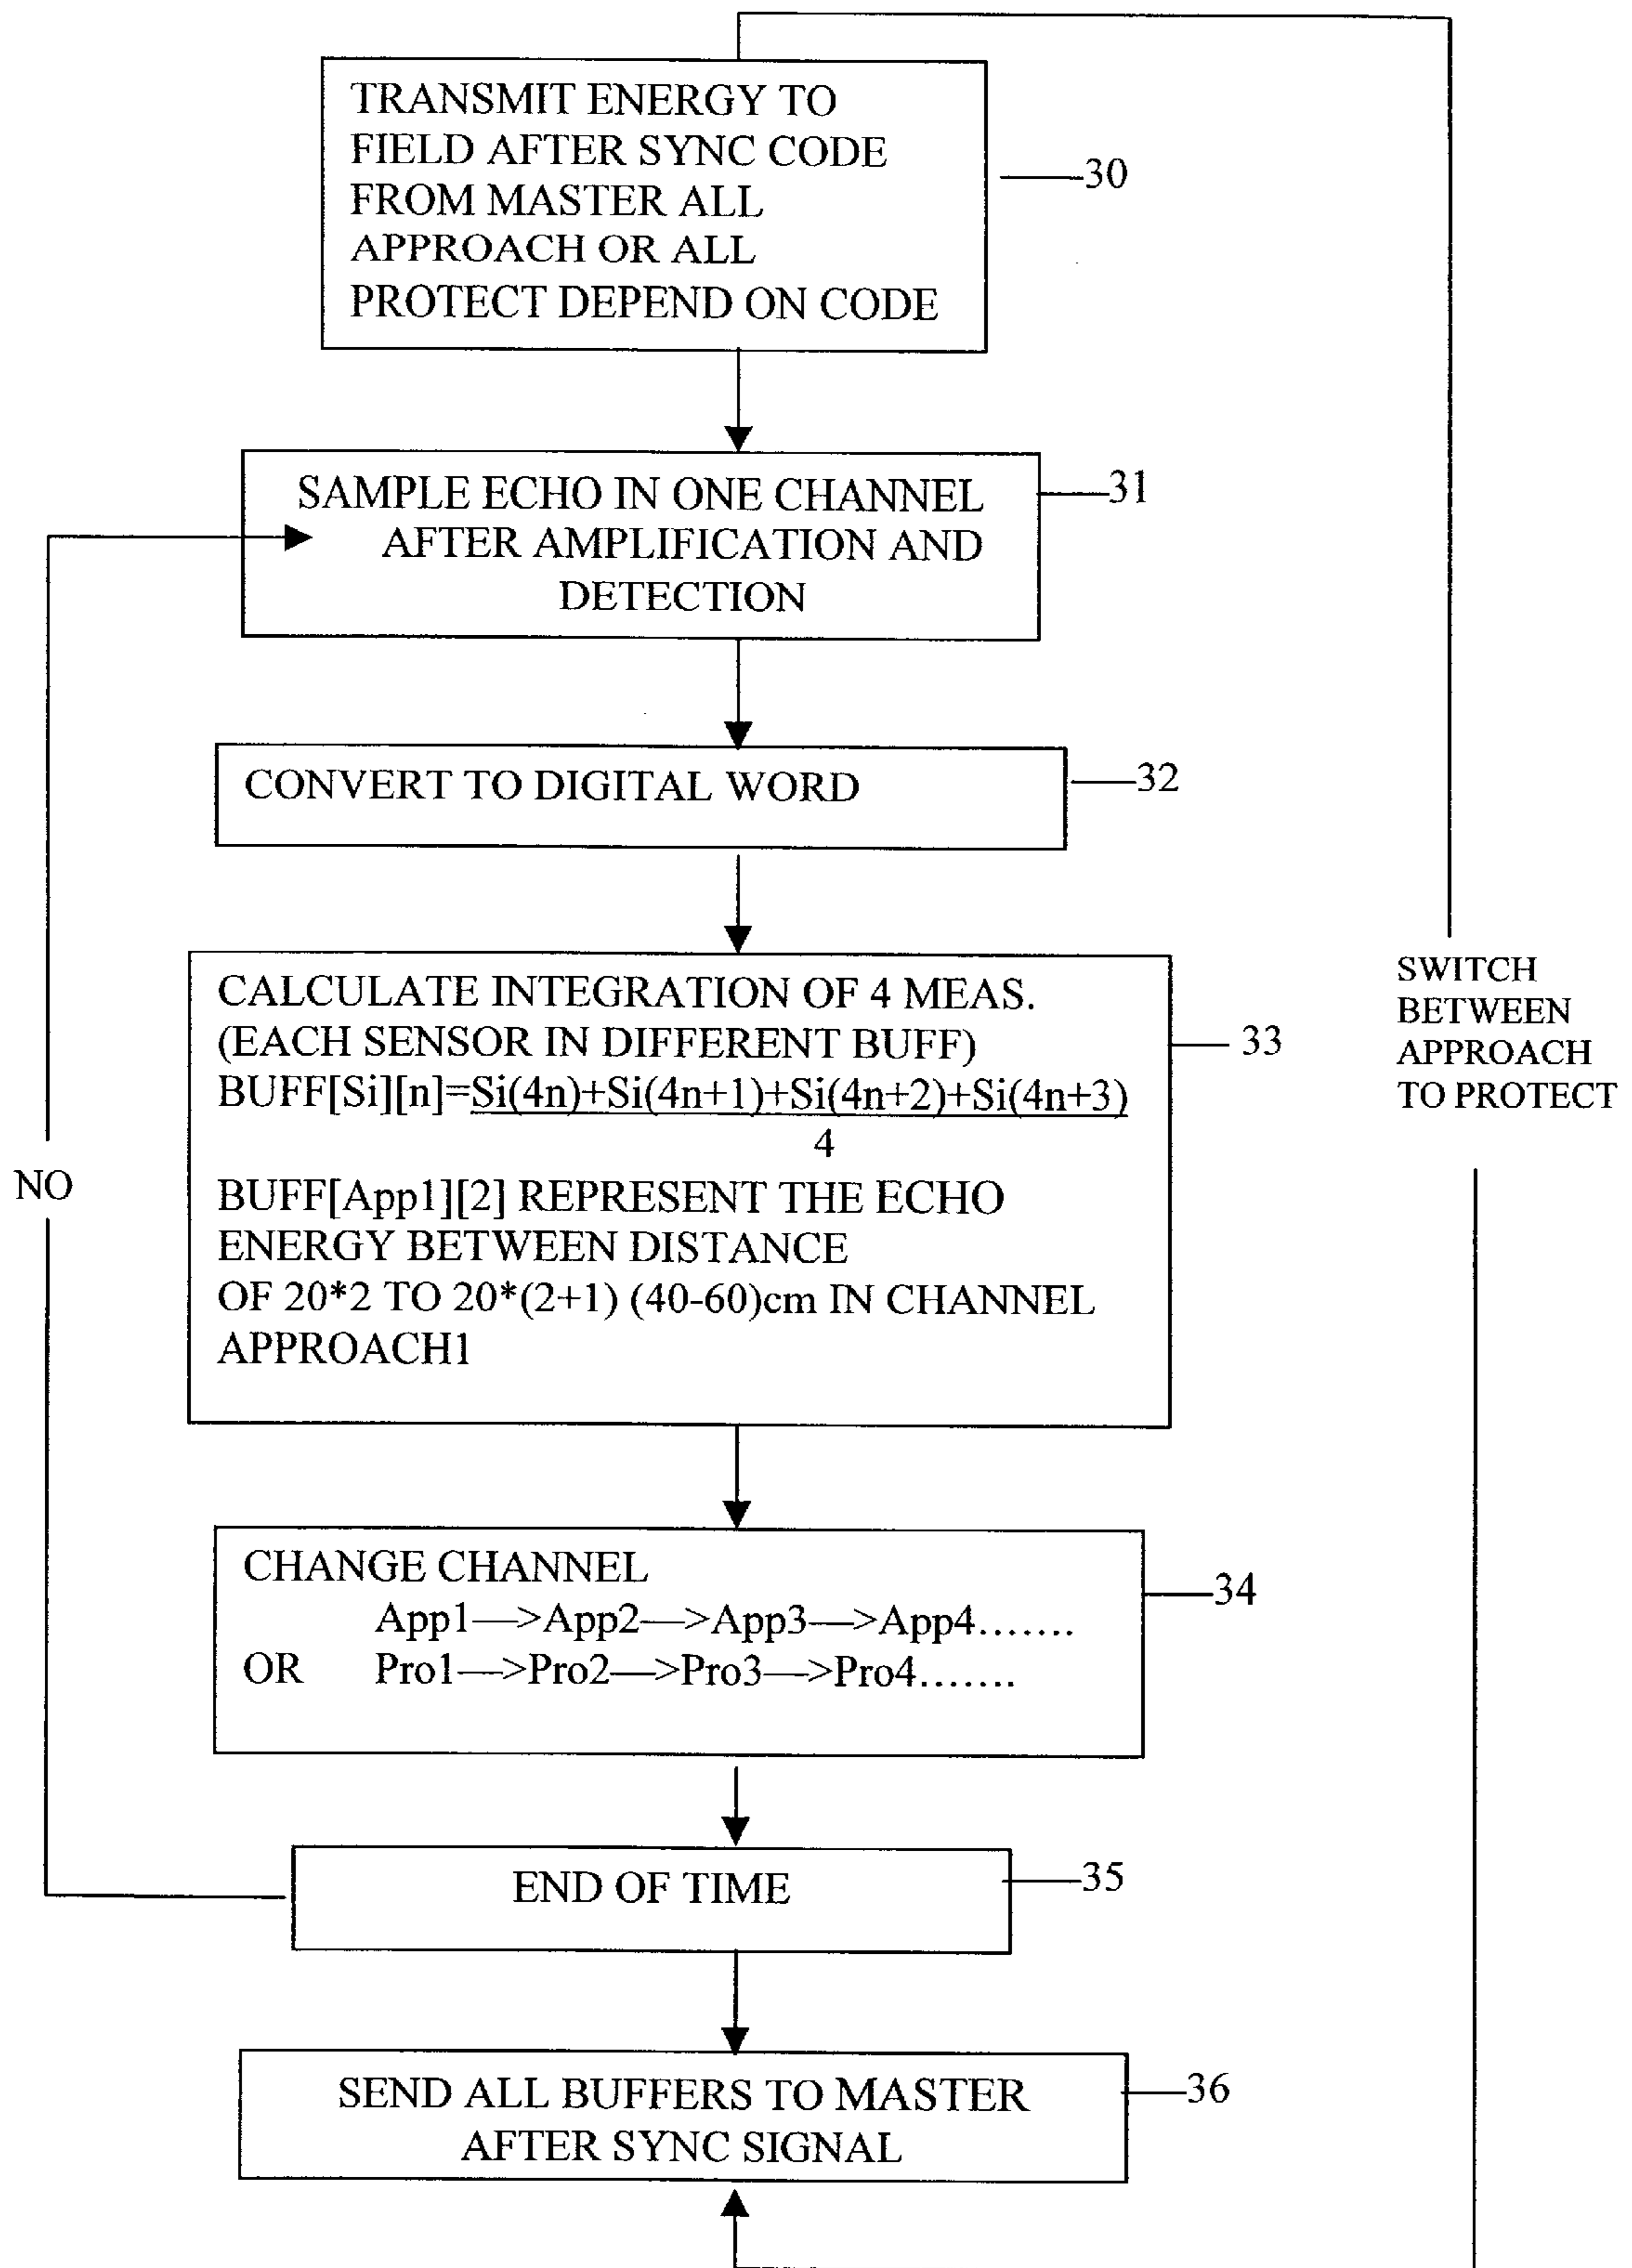 TRANSMIT ENERGY TO
FIELD AFTER SYNC CODE
FROM MASTER ALL
APPROACH OR ALL
PROTECT DEPEND ON CODE
30
SAMPLE ECHO IN ONE CHANNEL
AFTER AMPLIFICATION AND
DETECTION
31
CONVERT TO DIGITAL WORD
32
CALCULATE INTEGRATION OF 4 MEAS.
(EACH SENSOR IN DIFFERENT BUFF)
BUFF[Si][n]=Si(4n)+Si(4n+1)+Si(4n+2)+Si(4n+3)
4
BUFF[App1][2] REPRESENT THE ECHO
ENERGY BETWEEN DISTANCE
OF 20*2 TO 20*(2+1) (40-60)cm IN CHANNEL
APPROACH1
33
SWITCH
BETWEEN
APPROACH
TO PROTECT
NO
CHANGE CHANNEL
App1—>App2—>App3—>App4.......
OR Pro1—>Pro2—>Pro3—>Pro4.......
34
END OF TIME
35
SEND ALL BUFFERS TO MASTER
AFTER SYNC SIGNAL
36